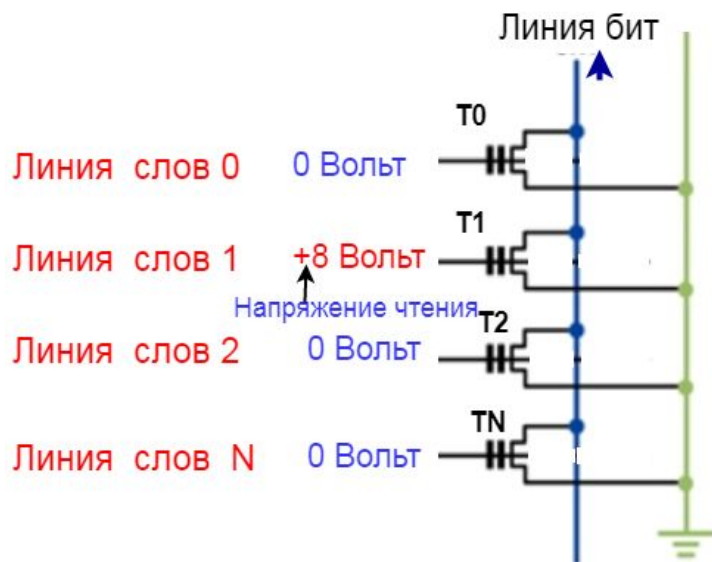 Линия бит
T0
Линия слов 0 0 Вольт
T1
Линия слов 1 +8 Вольт
Напряжение чтения
T2
Линия слов 2 0 Вольт
TN
Линия слов N 0 Вольт